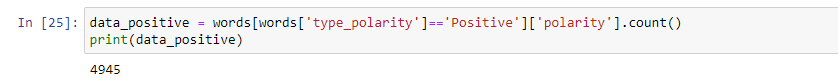 In [25]: data_positive = words[words['type_polarity']=='Positive']['polarity'].count()
print(data_positive)
4945